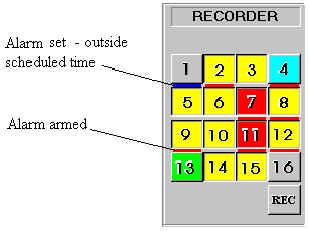 RECORDER
Alarm set - outside
scheduled time
1 2 3 4
5 6 7 8
Alarm armed
9 10 11 12
13 14 15 16
REC